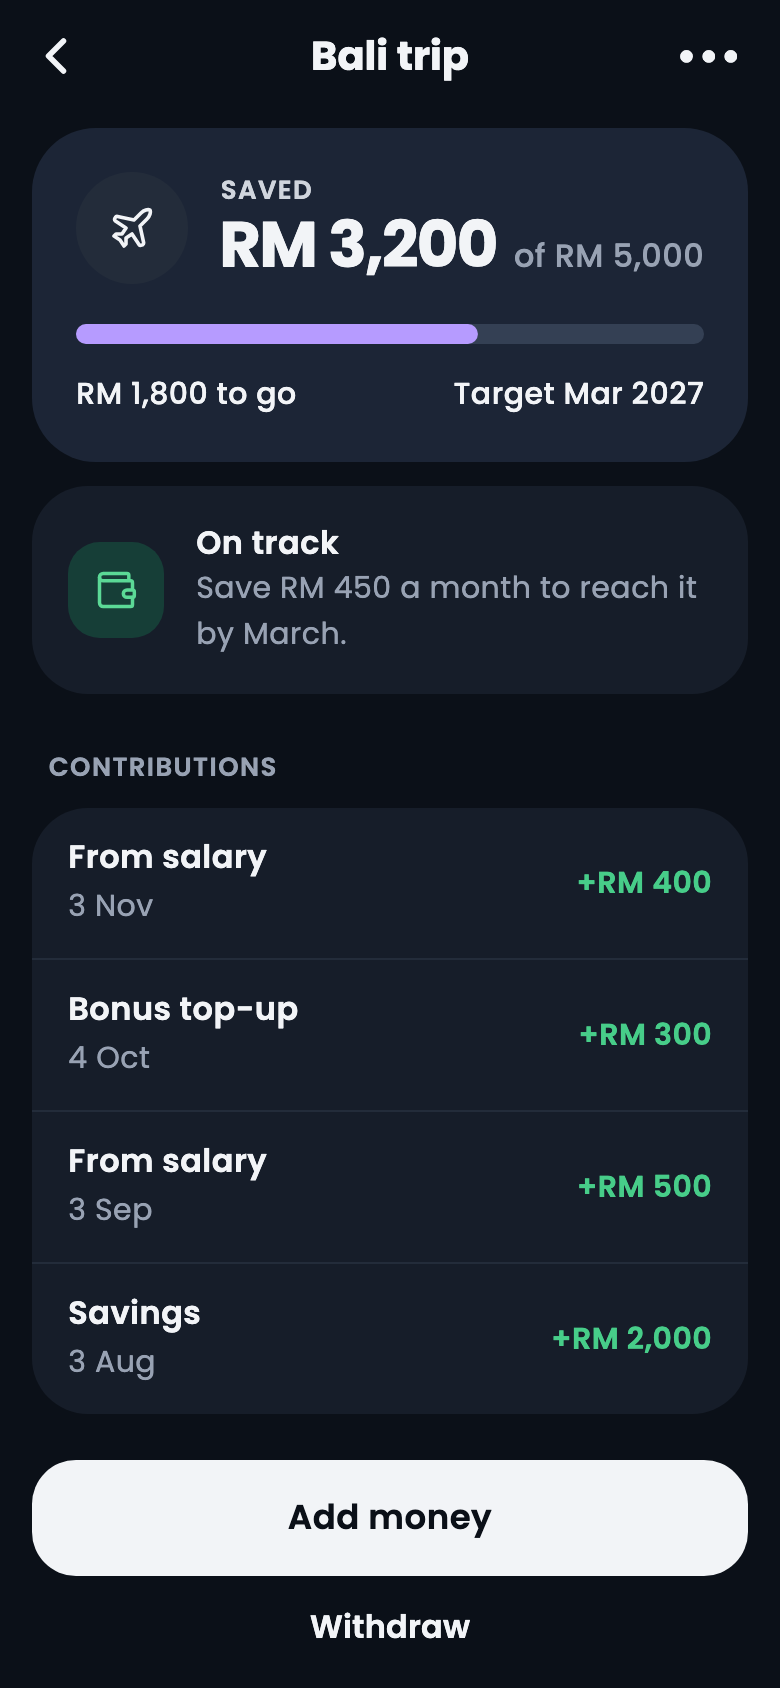 Bali trip
SAVED
RM 3,200 of RM 5,000
RM 1,800 to go
Target Mar 2027
On track
Save RM 450 a month to reach it
by March.
CONTRIBUTIONS
From salary
+RM 400
3 Nov
Bonus top-up
+RM 300
4 Oct
From salary
+RM 500
3 Sep
Savings
+RM 2,000
3 Aug
Add money
Withdraw